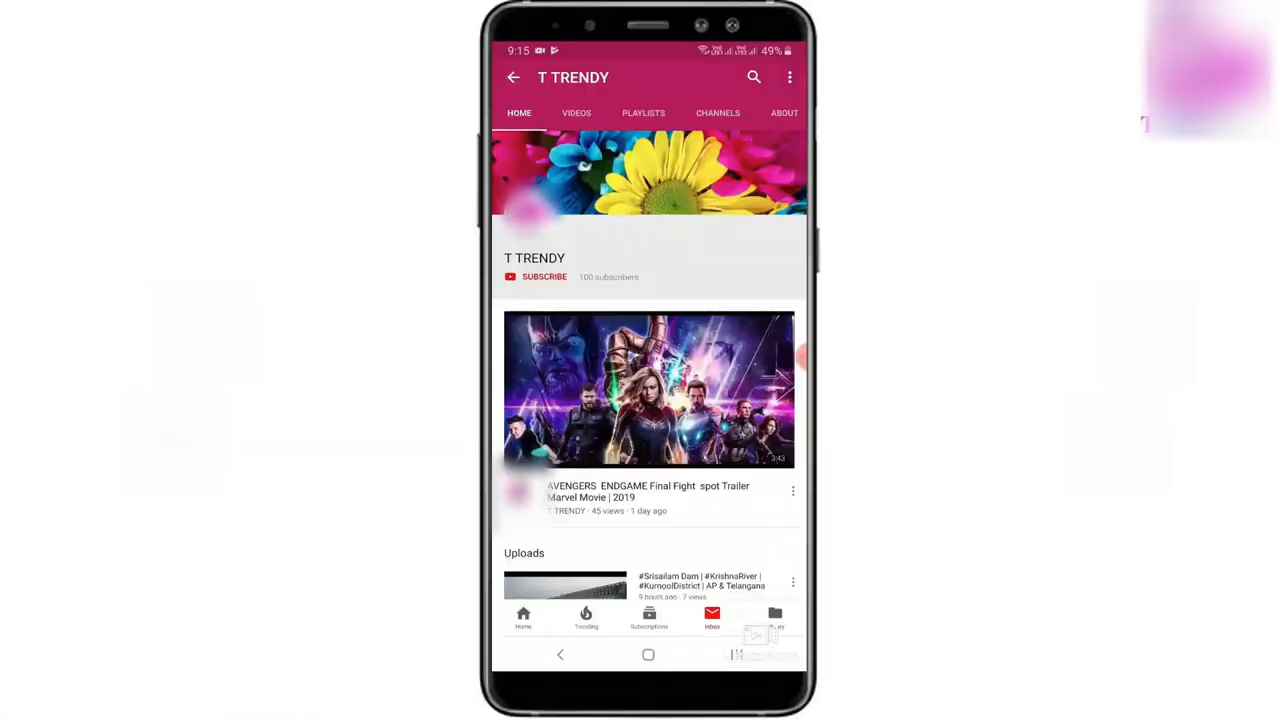 9:15
49%
T TRENDY
HOME
VIDEOS
PLAYLISTS
CHANNELS
ABOUT
T TRENDY
SUBSCRIBE
100 subscribers
3:43
AVENGERS ENDGAME Final Fight spot Trailer
Marvel Movie | 2019
T TRENDY · 45 views · 1 day ago
Uploads
#Srisailam Dam | #KrishnaRiver |
#KurnoolDistrict | AP & Telangana
9 hours ago · 7 views
Home
Trending
Subscriptions
Inbox
T